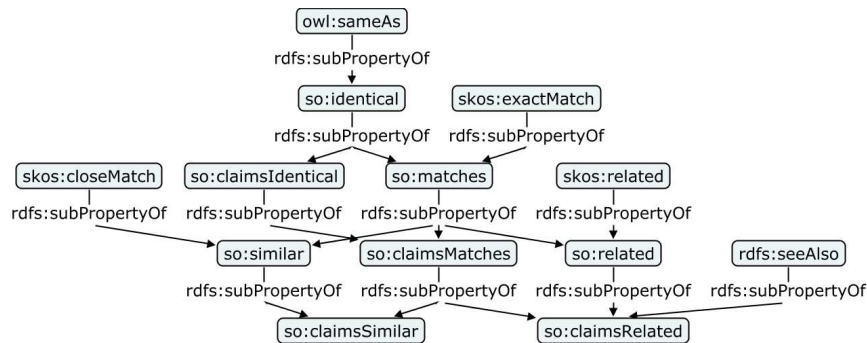 owl:sameAs
rdfs:subPropertyOf
so:identical skos:exactMatch
rdfs:subPropertyOf rdfs:subPropertyOf
skos:closeMatch so:claimsIdentical so:matches skos:related
rdfs:subPropertyOf rdfs:subPropertyOf rdfs:subPropertyOf rdfs:subPropertyOf
so:similar so:claimsMatches so:related rdfs:seeAlso
rdfs:subPropertyOf rdfs:subPropertyOf rdfs:subPropertyOf rdfs:subPropertyOf
so:claimsSimilar so:claimsRelated